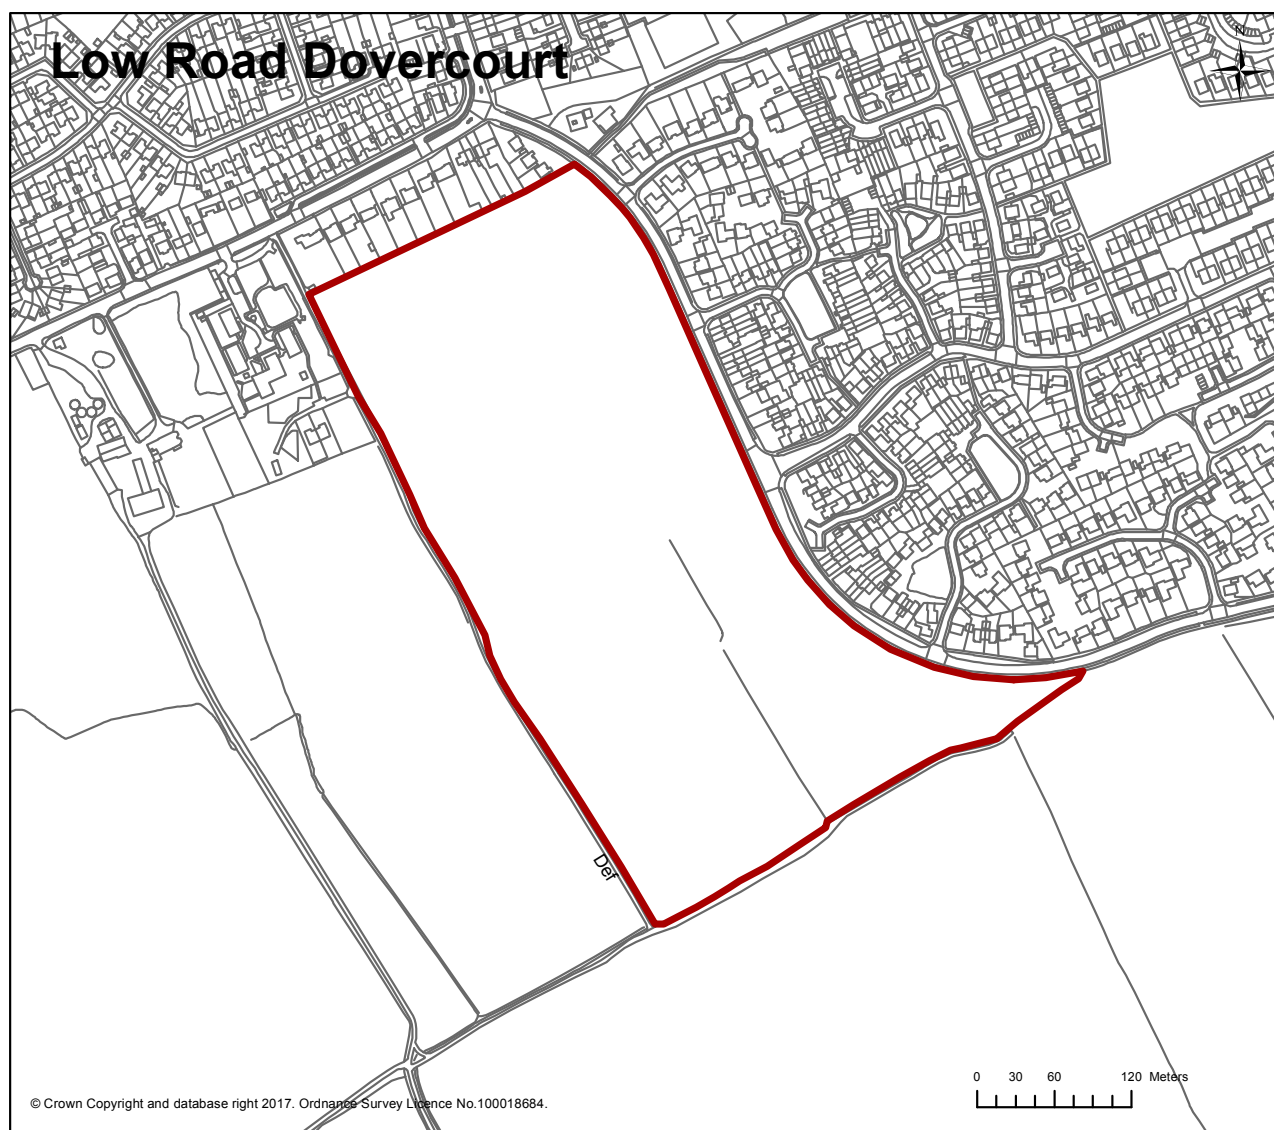 Low Road Dovercourt
N
Def
0 30 60 120 Meters
© Crown Copyright and database right 2017. Ordnance Survey Licence No.100018684.